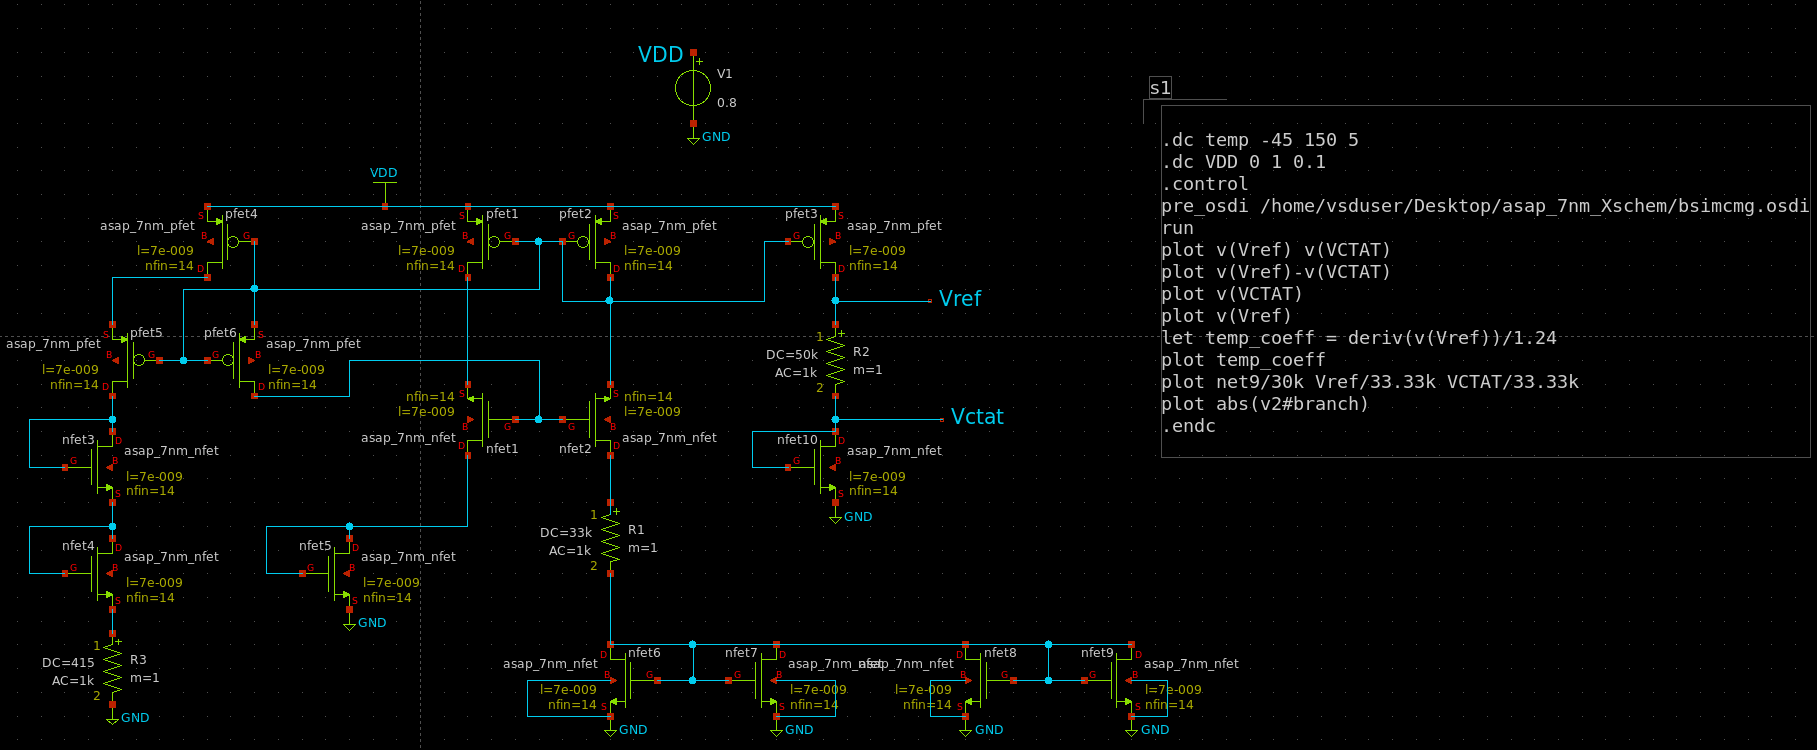 VDD
+
V1
0.8
GND
s1
.dc temp -45 150 5
.dc VDD 0 1 0.1
.control
pre_osdi /home/vsduser/Desktop/asap_7nm_Xschem/bsimcmg.osdi
run
plot v(Vref) v(VCTAT)
plot v(Vref)-v(VCTAT)
plot v(VCTAT)
plot v(Vref)
let temp_coeff = deriv(v(Vref))/1.24
plot temp_coeff
plot net9/30k Vref/33.33k VCTAT/33.33k
plot abs(v2#branch)
.endc
VDD
S
pfet4
asap_7nm_pfet
B
G
l=7e-009
nfin=14
D
S
pfet1
asap_7nm_pfet
B
G
l=7e-009
nfin=14
D
pfet2
S
asap_7nm_pfet
G
B
l=7e-009
nfin=14
D
pfet3
S
asap_7nm_pfet
G
B
l=7e-009
nfin=14
D
Vref
S
pfet5
asap_7nm_pfet
B
G
l=7e-009
nfin=14
D
pfet6
S
asap_7nm_pfet
G
B
l=7e-009
nfin=14
D
1
+
DC=50k
R2
AC=1k
m=1
2
Vctat
nfet3
D
asap_7nm_nfet
G
B
l=7e-009
S
nfin=14
nfin=14
S
l=7e-009
B
G
asap_7nm_nfet
D
nfet1
nfin=14
S
l=7e-009
G
B
asap_7nm_nfet
D
nfet2
nfet10
D
asap_7nm_nfet
G
B
l=7e-009
S
nfin=14
GND
nfet4
D
asap_7nm_nfet
G
B
l=7e-009
nfin=14
S
nfet5
D
asap_7nm_nfet
G
B
l=7e-009
nfin=14
S
GND
1
+
DC=33k
R1
AC=1k
m=1
2
1
+
DC=415
R3
AC=1k
m=1
2
GND
D
nfet6
asap_7nm_nfet
B
G
l=7e-009
nfin=14
S
GND
nfet7
D
asap_7nm_nfet
G
B
l=7e-009
nfin=14
S
GND
D
nfet8
asap_7nm_nfet
B
G
l=7e-009
nfin=14
S
GND
nfet9
D
asap_7nm_nfet
G
B
l=7e-009
nfin=14
S
GND